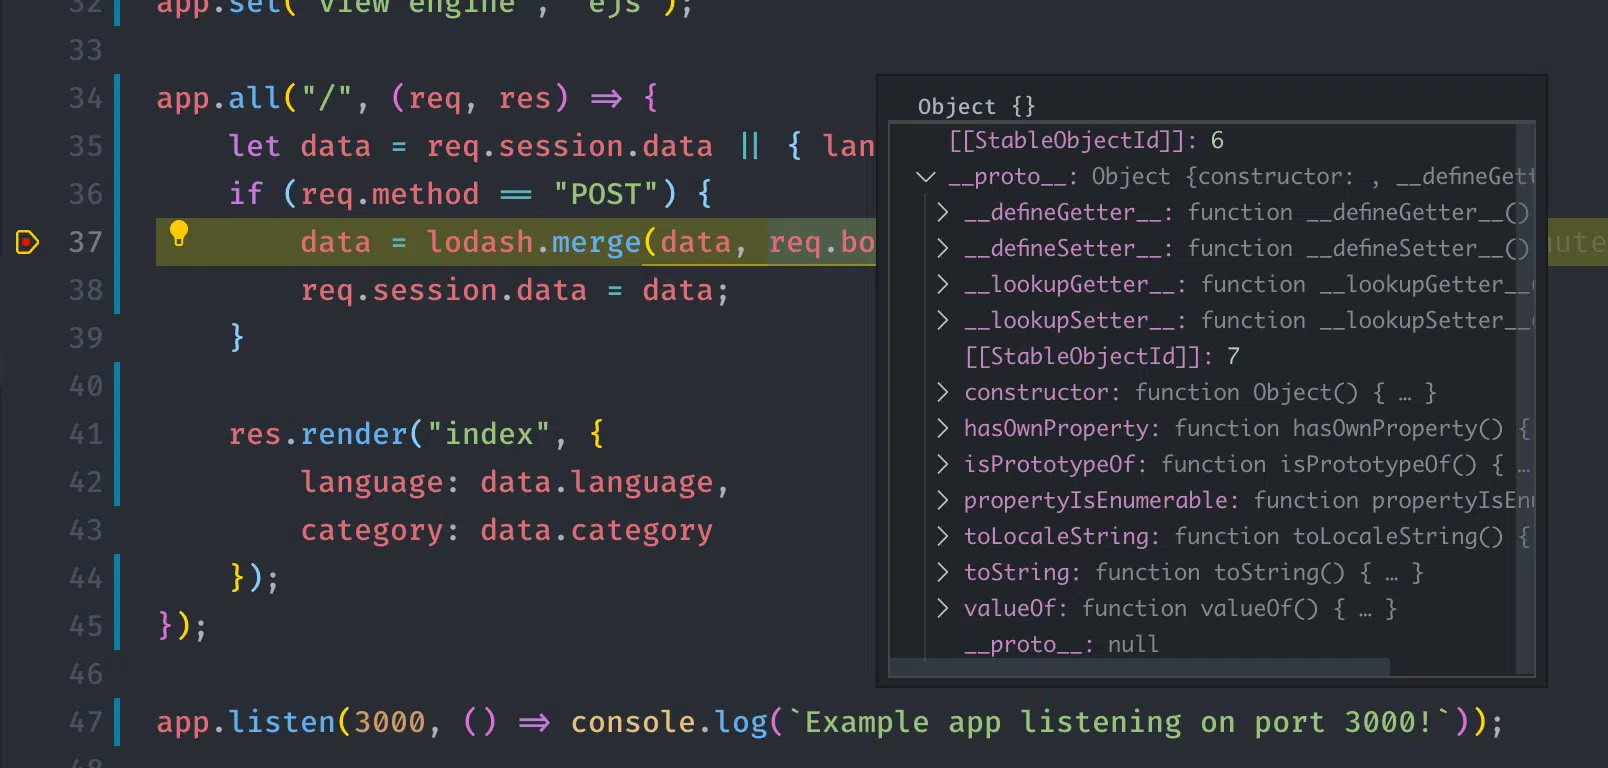 32 app.set("view engine", "ejs");
33
34 app.all("/", (req, res) => {
35 let data = req.session.data || { lan
36 if (req.method == "POST") {
37 data = lodash.merge(data, req.bo
38 req.session.data = data;
39 }
40
41 res.render("index", {
42 language: data.language,
43 category: data.category
44 });
45 });
46
47 app.listen(3000, () => console.log(`Example app listening on port 3000!`));
48
Object {}
[[StableObjectId]]: 6
__proto__: Object {constructor: , __defineGett
__defineGetter__: function __defineGetter__()
__defineSetter__: function __defineSetter__()
__lookupGetter__: function __lookupGetter__(
__lookupSetter__: function __lookupSetter__(
[[StableObjectId]]: 7
constructor: function Object() { … }
hasOwnProperty: function hasOwnProperty() {
isPrototypeOf: function isPrototypeOf() { …
propertyIsEnumerable: function propertyIsEnu
toLocaleString: function toLocaleString() {
toString: function toString() { … }
valueOf: function valueOf() { … }
__proto__: null